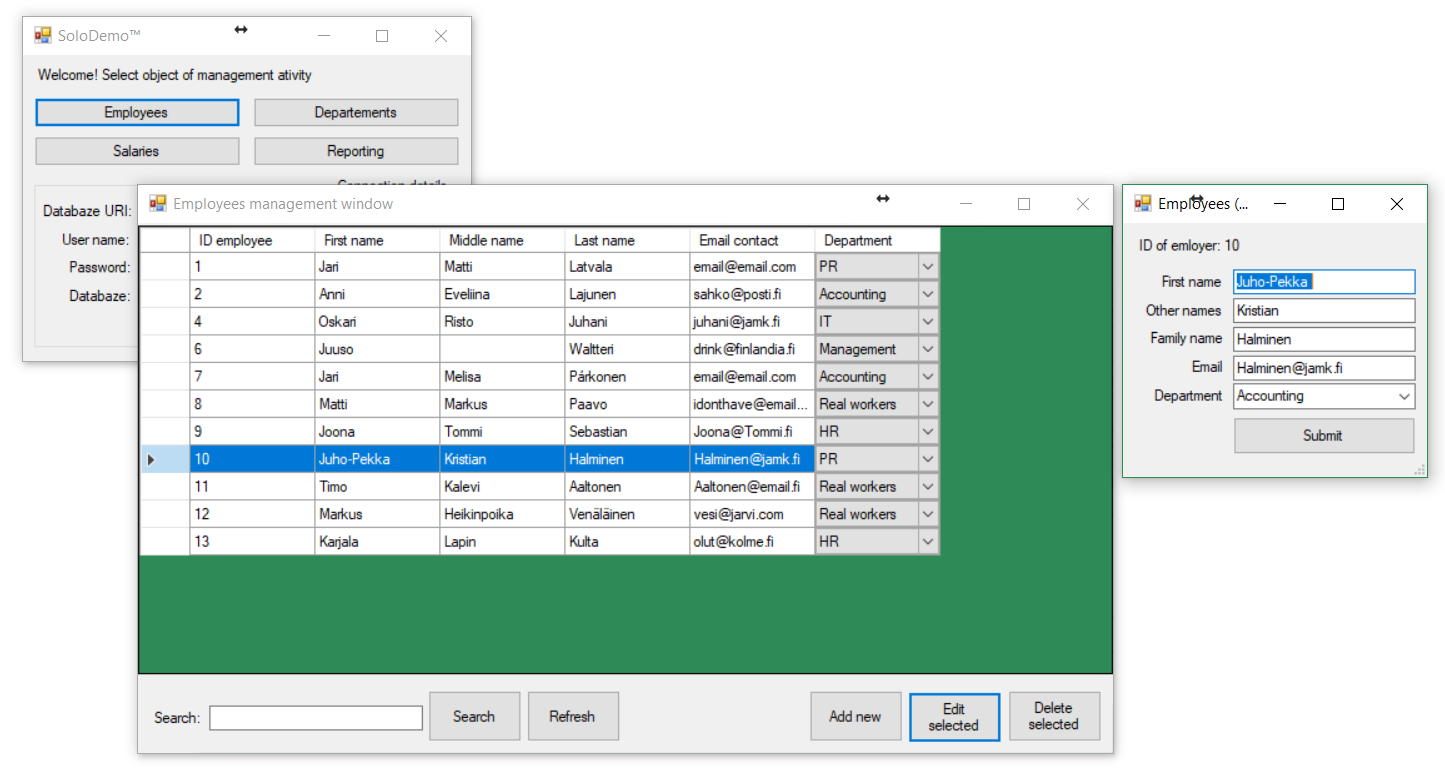 SoloDemo™
Welcome! Select object of management ativity
Employees Departements
Salaries Reporting
Connection details
Databaze URI:
User name:
Password:
Databaze:
Employees management window
ID employee First name Middle name Last name Email contact Department
1 Jari Matti Latvala email@email.com PR
2 Anni Eveliina Lajunen sahko@posti.fi Accounting
4 Oskari Risto Juhani juhani@jamk.fi IT
6 Juuso Waltteri drink@finlandia.fi Management
7 Jari Melisa Párkonen email@email.com Accounting
8 Matti Markus Paavo idonthave@email... Real workers
9 Joona Tommi Sebastian Joona@Tommi.fi HR
10 Juho-Pekka Kristian Halminen Halminen@jamk.fi PR
11 Timo Kalevi Aaltonen Aaltonen@email.fi Real workers
12 Markus Heikinpoika Venäläinen vesi@jarvi.com Real workers
13 Karjala Lapin Kulta olut@kolme.fi HR
Search: Search Refresh Add new Edit selected Delete selected
Employees (...
ID of emloyer: 10
First name Juho-Pekka
Other names Kristian
Family name Halminen
Email Halminen@jamk.fi
Department Accounting
Submit